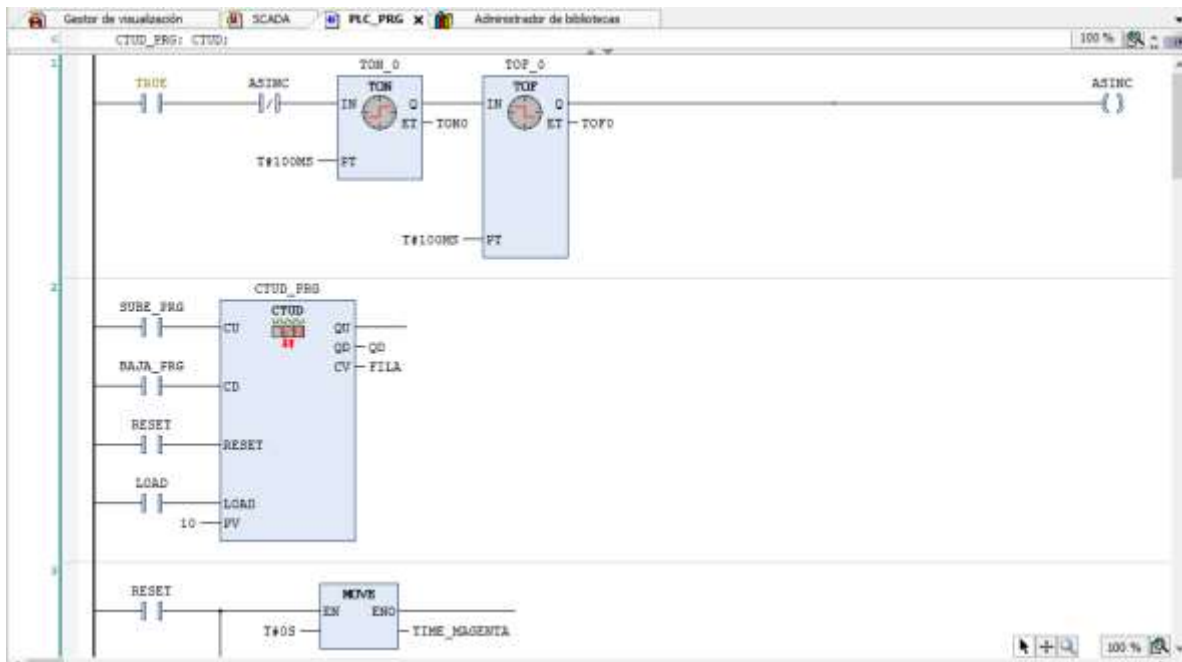 Gestor de visualización SCADA PLC_PRG X Administrador de bibliotecas
CTUD_PRG: CTUD;
100 %
1
TON_0 TOF_0
TRUE ASINC TON TOF ASINC
IN Q IN Q
ET TON0 ET TOF0
T#100MS PT
T#100MS PT
2
CTUD_PRG
SUBE_PRG CTUD
CU QU
QD QD
BAJA_PRG CV FILA
CD
RESET
RESET
LOAD
LOAD
10 PV
3
RESET MOVE
EN ENO
T#0S TIME_MAGENTA
100 %